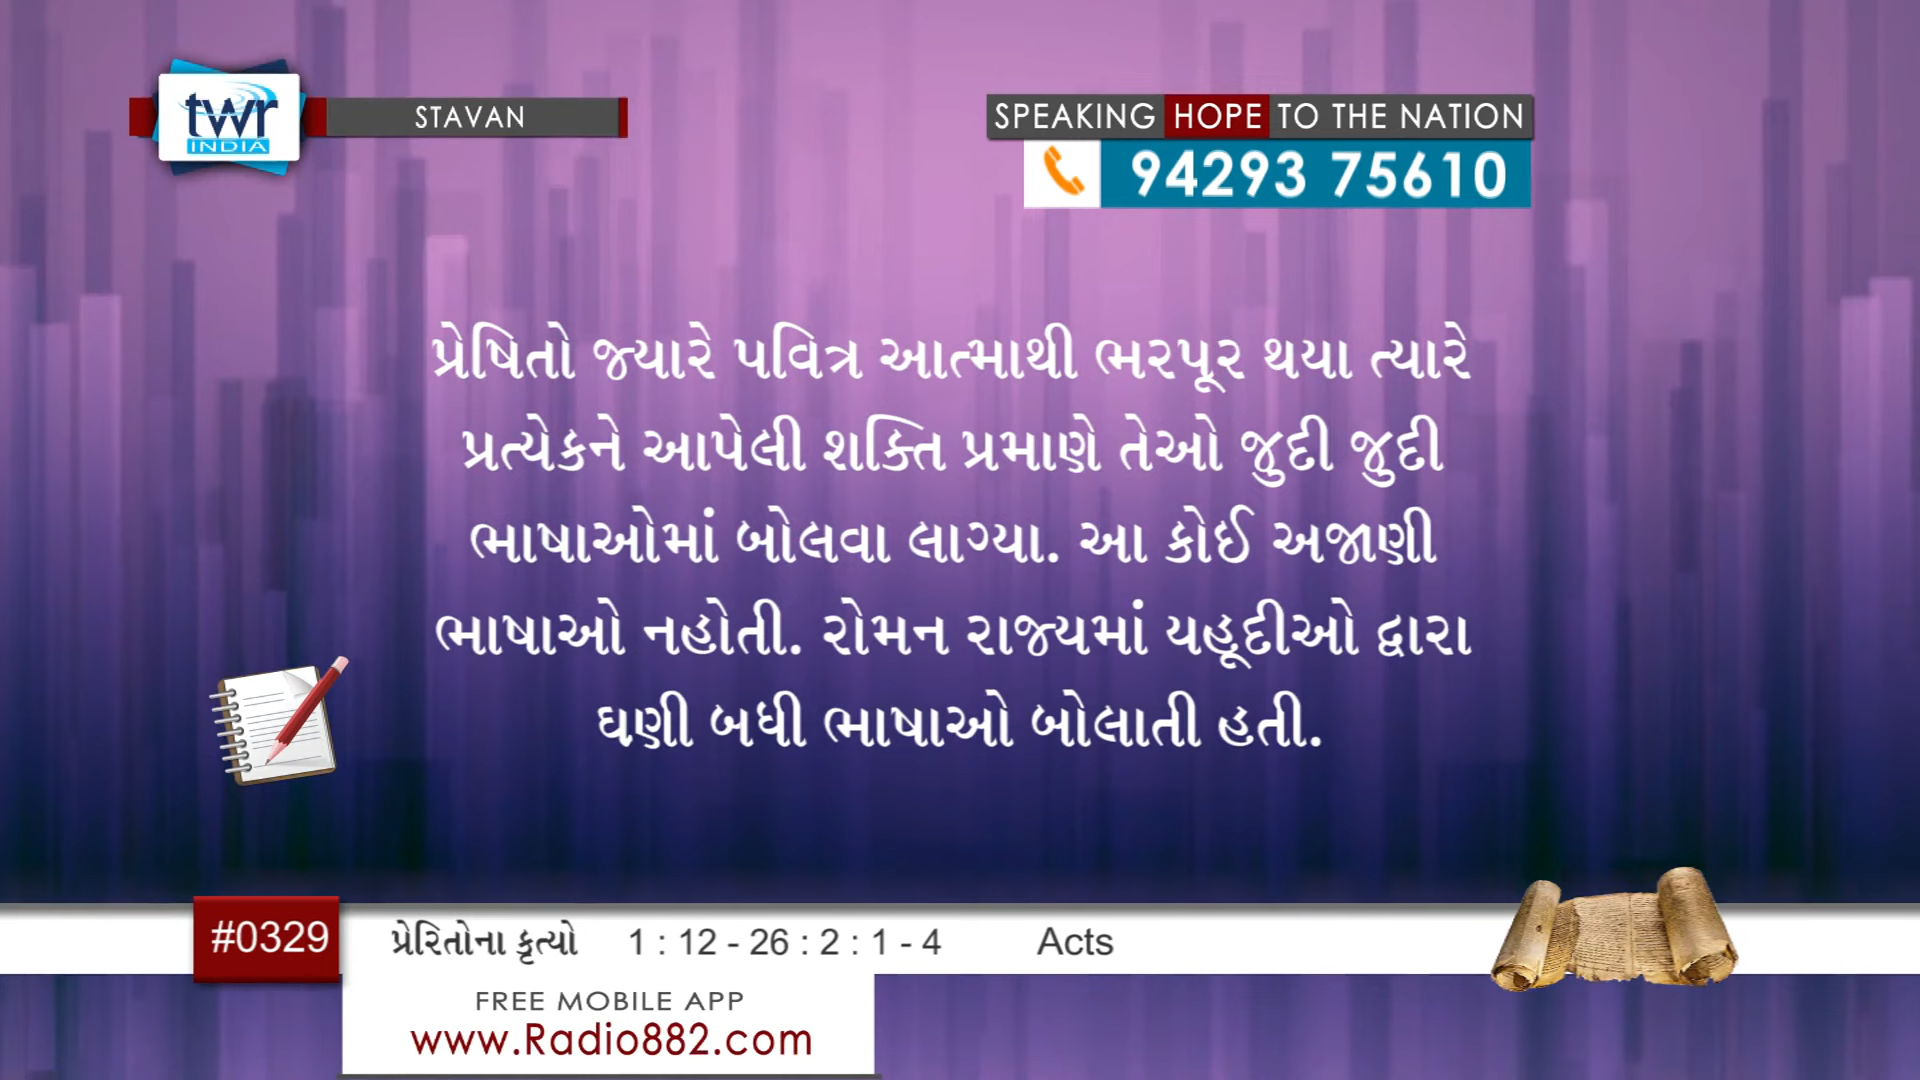 twr
INDIA
STAVAN
SPEAKING HOPE TO THE NATION
94293 75610
પ્રેષિતો જ્યારે પવિત્ર આત્માથી ભરપૂર થયા ત્યારે
પ્રત્યેકને આપેલી શક્તિ પ્રમાણે તેઓ જુદી જુદી
ભાષાઓમાં બોલવા લાગ્યા. આ કોઈ અજાણી
ભાષાઓ નહોતી. રોમન રાજ્યમાં યહૂદીઓ દ્વારા
ઘણી બધી ભાષાઓ બોલાતી હતી.
#0329 પ્રેરિતોના કૃત્યો 1 : 12 - 26 : 2 : 1 - 4 Acts
FREE MOBILE APP
www.Radio882.com